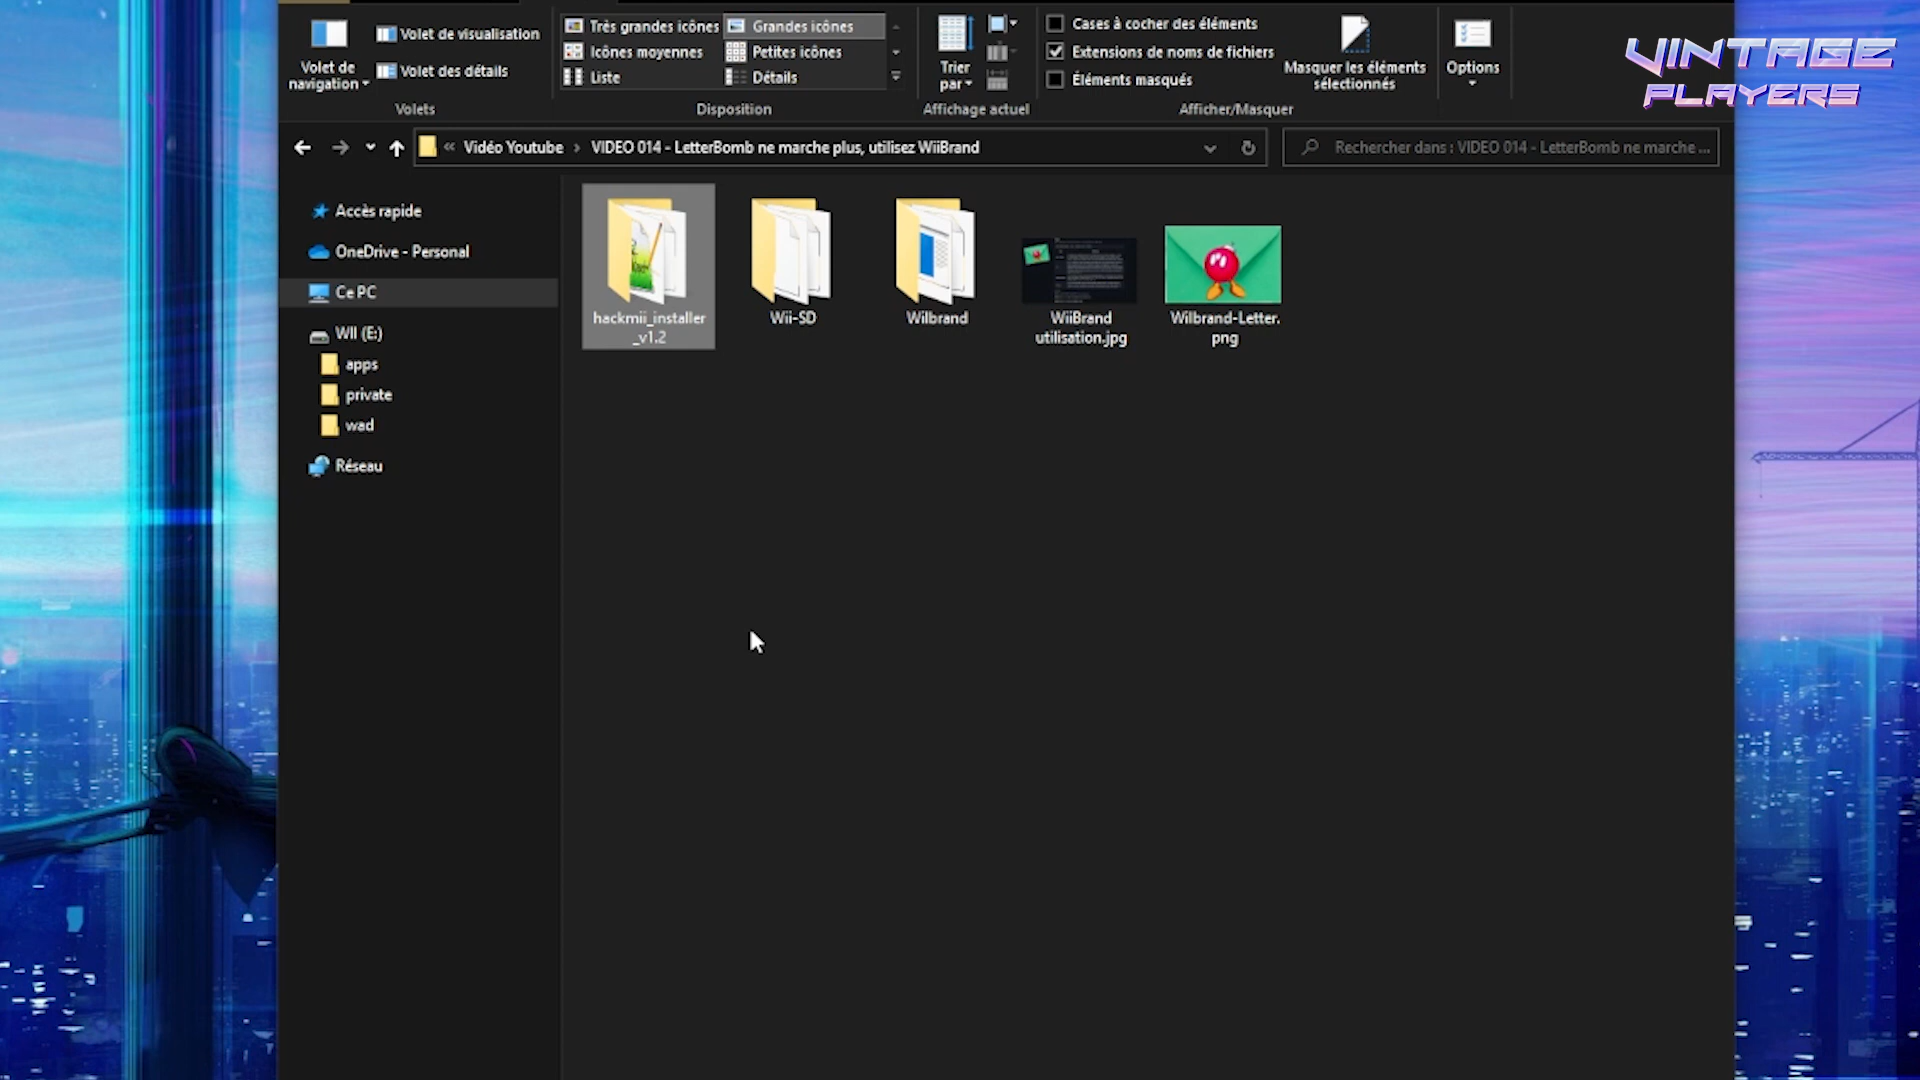 Volet de
navigation
Volet de visualisation
Volet des détails
Volets
Très grandes icônes
Grandes icônes
Icônes moyennes
Petites icônes
Liste
Détails
Disposition
Trier
par
Affichage actuel
Cases à cocher des éléments
Extensions de noms de fichiers
Éléments masqués
Masquer les éléments
sélectionnés
Afficher/Masquer
Options
VINTAGE
PLAYERS
« Vidéo Youtube › VIDEO 014 - LetterBomb ne marche plus, utilisez WiiBrand
Rechercher dans : VIDEO 014 - LetterBomb ne marche ...
Accès rapide
OneDrive - Personal
Ce PC
WII (E:)
apps
private
wad
Réseau
hackmii_installer
_v1.2
Wii-SD
Wilbrand
WiiBrand
utilisation.jpg
Wilbrand-Letter.
png